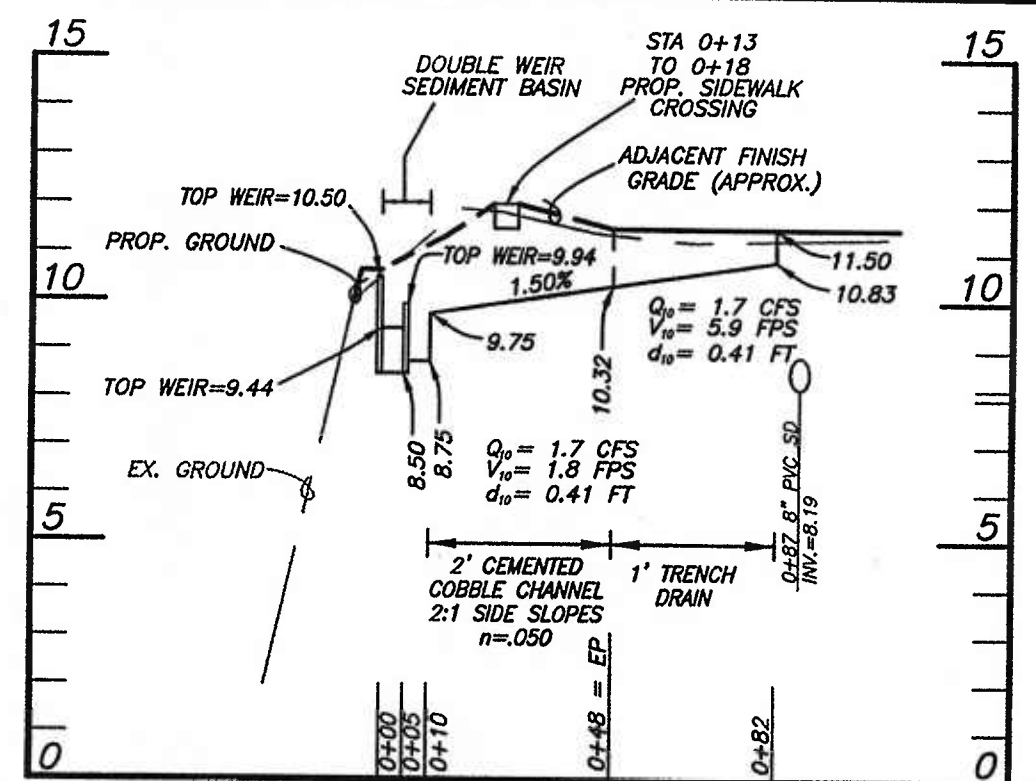 15
15
STA 0+13
TO 0+18
PROP. SIDEWALK
CROSSING
DOUBLE WEIR
SEDIMENT BASIN
ADJACENT FINISH
GRADE (APPROX.)
TOP WEIR=10.50
PROP. GROUND
TOP WEIR=9.94
1.50%
11.50
10.83
10
10
Q10= 1.7 CFS
V10= 5.9 FPS
d10= 0.41 FT
9.75
10.32
TOP WEIR=9.44
8.50
8.75
Q10= 1.7 CFS
V10= 1.8 FPS
d10= 0.41 FT
EX. GROUND
0+87 8" PVC SD
INV.=8.19
5
5
2' CEMENTED
COBBLE CHANNEL
2:1 SIDE SLOPES
n=.050
1' TRENCH
DRAIN
0+00
0+05
0+10
0+48 = EP
0+82
0
0